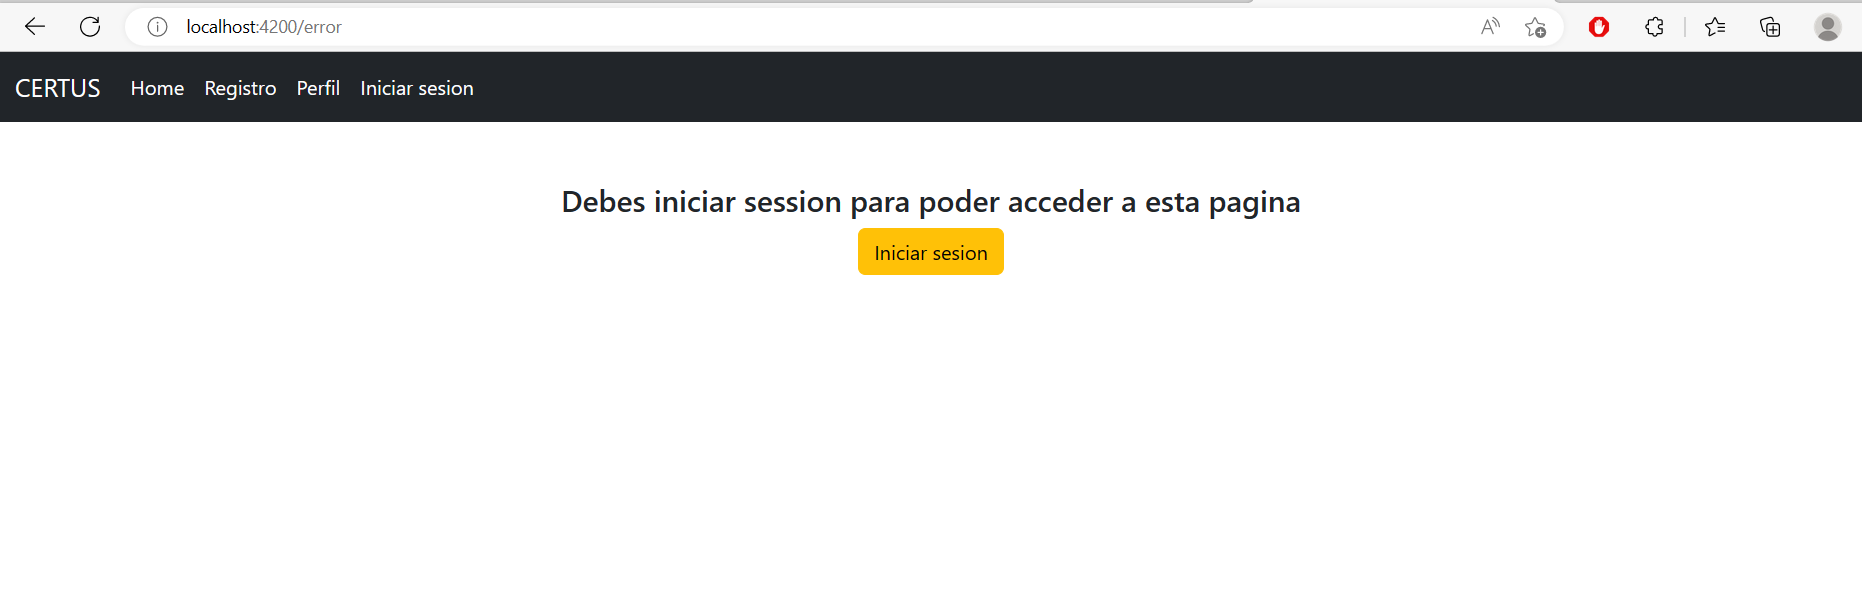 localhost:4200/error
CERTUS Home Registro Perfil Iniciar sesion
Debes iniciar session para poder acceder a esta pagina
Iniciar sesion